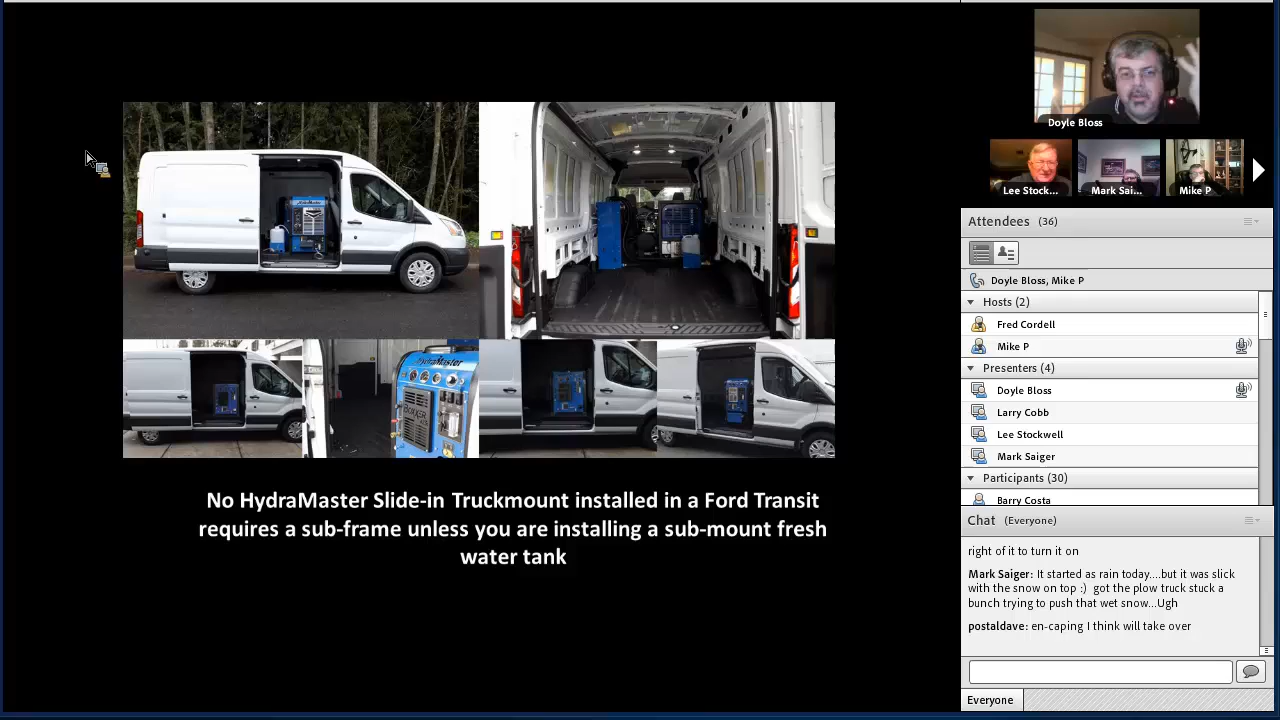 HydraMaster
No HydraMaster Slide-in Truckmount installed in a Ford Transit
requires a sub-frame unless you are installing a sub-mount fresh
water tank
Doyle Bloss
Lee Stock...
Mark Sai...
Mike P
Attendees (36)
Doyle Bloss, Mike P
Hosts (2)
Fred Cordell
Mike P
Presenters (4)
Doyle Bloss
Larry Cobb
Lee Stockwell
Mark Saiger
Participants (30)
Barry Costa
Chat (Everyone)
right of it to turn it on
Mark Saiger: It started as rain today....but it was slick
with the snow on top :) got the plow truck stuck a
bunch trying to push that wet snow...Ugh
postaldave: en-caping I think will take over
Everyone